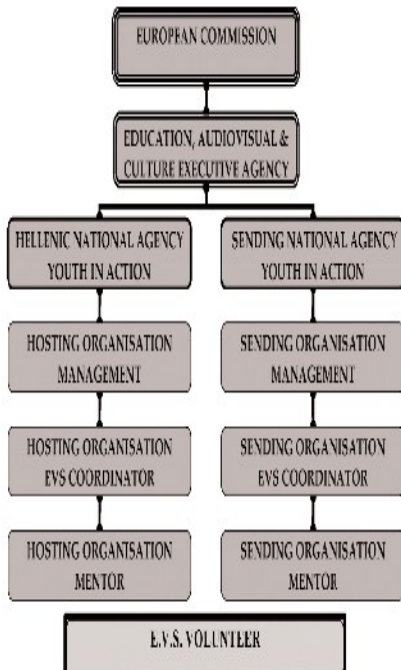 EUROPEAN COMMISSION
EDUCATION, AUDIOVISUAL &
CULTURE EXECUTIVE AGENCY
HELLENIC NATIONAL AGENCY
YOUTH IN ACTION
SENDING NATIONAL AGENCY
YOUTH IN ACTION
HOSTING ORGANISATION
MANAGEMENT
SENDING ORGANISATION
MANAGEMENT
HOSTING ORGANISATION
EVS COORDINATOR
SENDING ORGANISATION
EVS COORDINATOR
HOSTING ORGANISATION
MENTOR
SENDING ORGANISATION
MENTOR
E.V.S. VOLUNTEER